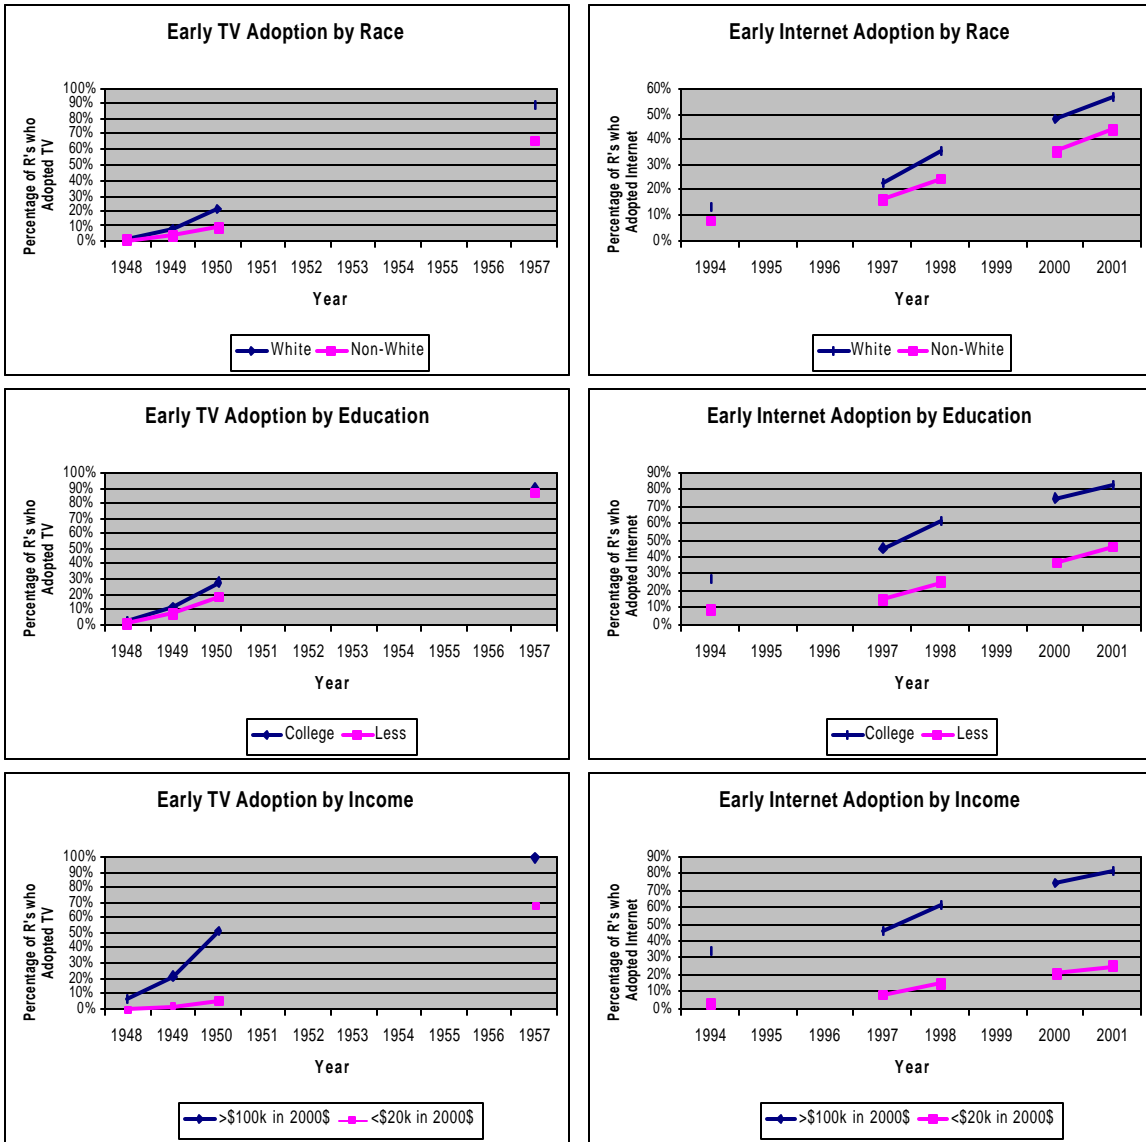 Early TV Adoption by Race
Percentage of R's who
Adopted TV
100%
90%
80%
70%
60%
50%
40%
30%
20%
10%
0%
1948 1949 1950 1951 1952 1953 1954 1955 1956 1957
Year
White Non-White
Early Internet Adoption by Race
Percentage of R's who
Adopted Internet
60%
50%
40%
30%
20%
10%
0%
1994 1995 1996 1997 1998 1999 2000 2001
Year
White Non-White
Early TV Adoption by Education
Percentage of R's who
Adopted TV
100%
90%
80%
70%
60%
50%
40%
30%
20%
10%
0%
1948 1949 1950 1951 1952 1953 1954 1955 1956 1957
Year
College Less
Early Internet Adoption by Education
Percentage of R's who
Adopted Internet
90%
80%
70%
60%
50%
40%
30%
20%
10%
0%
1994 1995 1996 1997 1998 1999 2000 2001
Year
College Less
Early TV Adoption by Income
Percentage of R's who
Adopted TV
100%
90%
80%
70%
60%
50%
40%
30%
20%
10%
0%
1948 1949 1950 1951 1952 1953 1954 1955 1956 1957
Year
>$100k in 2000$ <$20k in 2000$
Early Internet Adoption by Income
Percentage of R's who
Adopted Internet
90%
80%
70%
60%
50%
40%
30%
20%
10%
0%
1994 1995 1996 1997 1998 1999 2000 2001
Year
>$100k in 2000$ <$20k in 2000$